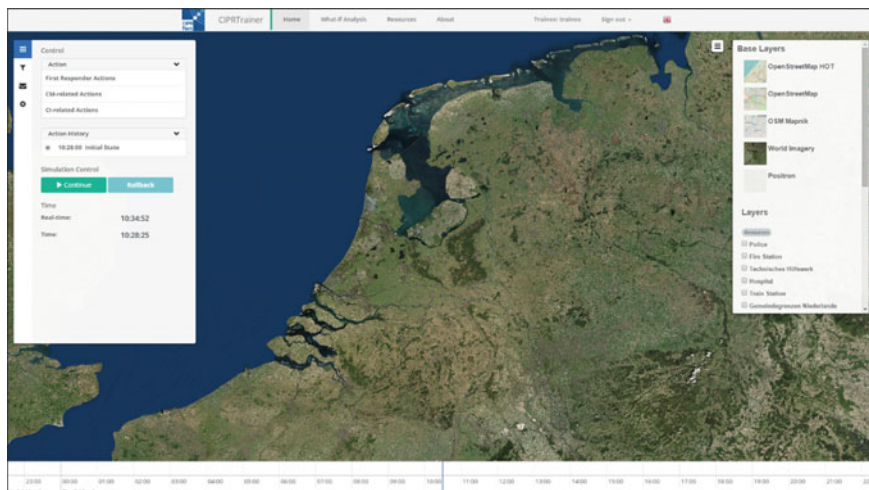 CIPRTrainer Home What-if Analysis Resources About Trainee: trainee Sign out
Control
Action
First Responder Actions
CM-related Actions
CI-related Actions
Action History
10:28:00 Initial State
Simulation Control
Continue Rollback
Time
Real-time: 10:34:52
Time: 10:28:25
Base Layers
OpenStreetMap HOT
OpenStreetMap
OSM Mapnik
World Imagery
Positron
Layers
Resources
Police
Fire Station
Technisches Hilfswerk
Hospital
Train Station
Gemeindegrenzen Niederlande
23:00 00:00 01:00 02:00 03:00 04:00 05:00 06:00 07:00 08:00 09:00 10:00 11:00 12:00 13:00 14:00 15:00 16:00 17:00 18:00 19:00 20:00 21:00